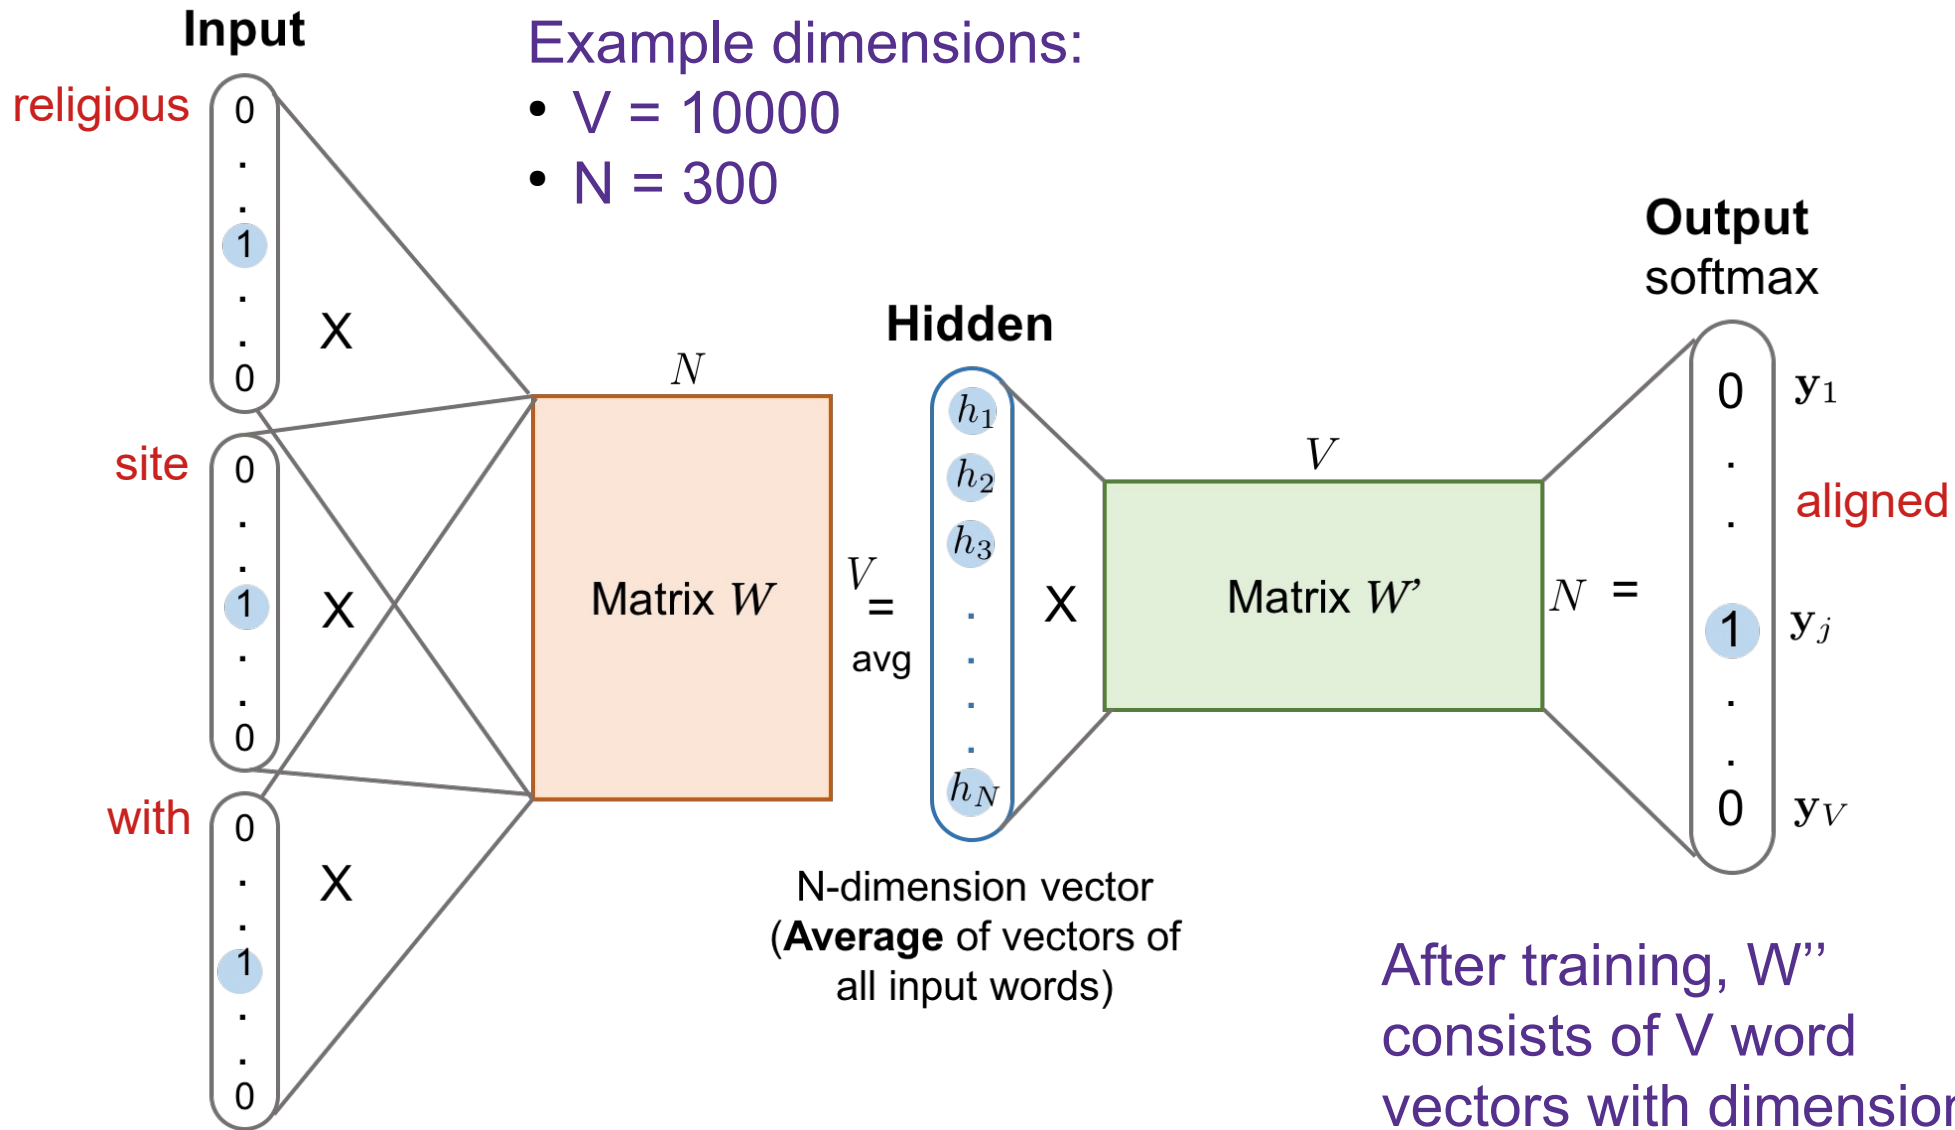 Input
Example dimensions:
• V = 10000
• N = 300
religious
0
.
.
1
.
.
0
X
site
0
.
.
1
.
.
0
X
with
0
.
.
1
.
.
0
X
N
Matrix W
V
=
avg
Hidden
h1
h2
h3
.
.
.
.
hN
N-dimension vector
(Average of vectors of
all input words)
X
V
Matrix W’
N =
Output
softmax
0 y1
.
aligned
.
1 yj
.
.
0 yV
After training, W’’
consists of V word
vectors with dimension